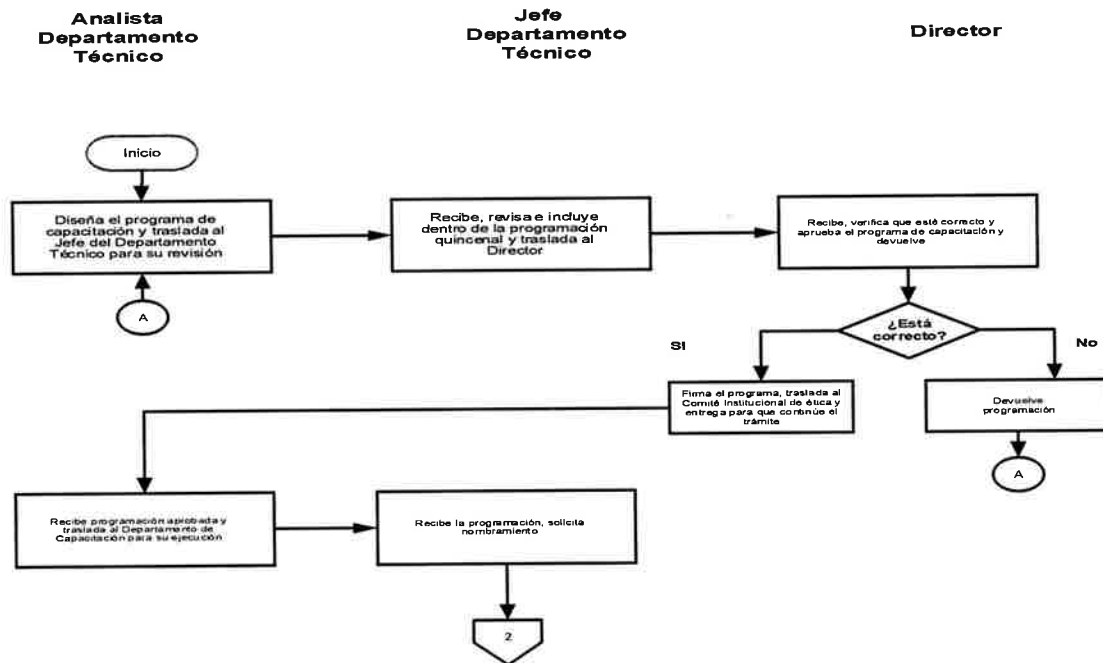 Analista
Departamento
Técnico
Jefe
Departamento
Técnico
Director
Inicio
Diseña el programa de
capacitación y traslada al
Jefe del Departamento
Técnico para su revisión
Recibe, revisa e incluye
dentro de la programación
quincenal y traslada al
Director
Recibe, verifica que esté correcto y
aprueba el programa de capacitación y
devuelve
A
¿Está
correcto?
SI
No
Firma el programa, traslada al
Comité Institucional de ética y
entrega para que continúe el
trámite
Devuelve
programación
A
Recibe programación aprobada y
traslada al Departamento de
Capacitación para su ejecución
Recibe la programación, solicita
nombramiento
2